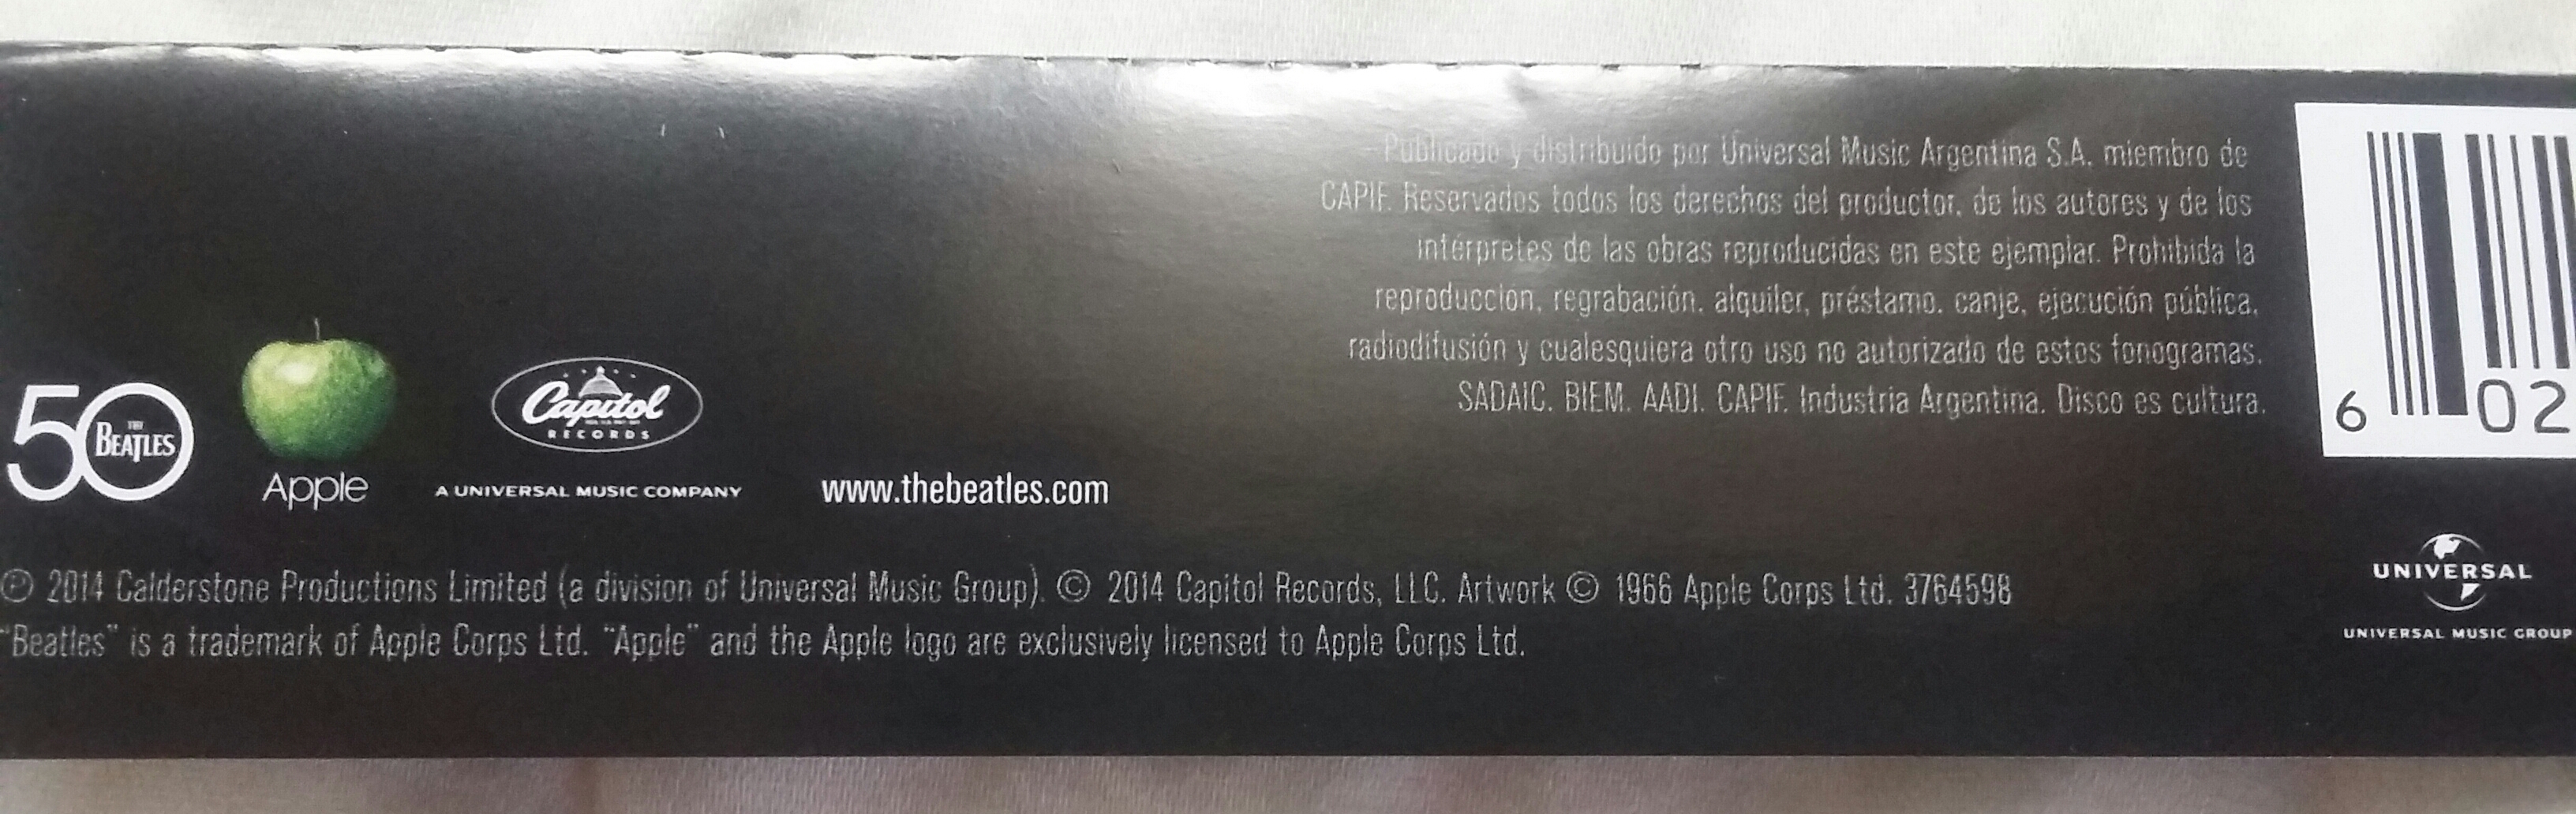 Publicado y distribuido por Universal Music Argentina S.A. miembro de
CAPIF. Reservados todos los derechos del productor, de los autores y de los
intérpretes de las obras reproducidas en este ejemplar. Prohibida la
reproducción, regrabación, alquiler, préstamo, canje, ejecución pública,
radiodifusión y cualesquiera otro uso no autorizado de estos fonogramas.
SADAIC. BIEM. AADI. CAPIF. Industria Argentina. Disco es cultura.
6 02
50 THE BEATLES
Apple
Capitol
RECORDS
A UNIVERSAL MUSIC COMPANY
www.thebeatles.com
℗ 2014 Calderstone Productions Limited (a division of Universal Music Group). © 2014 Capitol Records, LLC. Artwork © 1966 Apple Corps Ltd. 3764598
"Beatles" is a trademark of Apple Corps Ltd. "Apple" and the Apple logo are exclusively licensed to Apple Corps Ltd.
UNIVERSAL
UNIVERSAL MUSIC GROUP